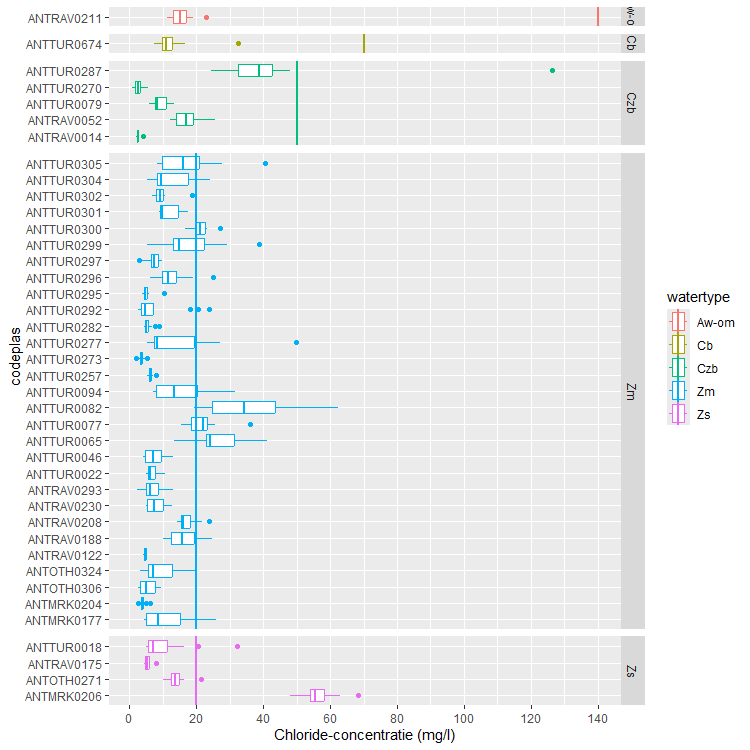 ANTRAV0211
ANTTUR0674
ANTTUR0287
ANTTUR0270
ANTTUR0079
ANTRAV0052
ANTRAV0014
ANTTUR0305
ANTTUR0304
ANTTUR0302
ANTTUR0301
ANTTUR0300
ANTTUR0299
ANTTUR0297
ANTTUR0296
ANTTUR0295
ANTTUR0292
ANTTUR0282
ANTTUR0277
ANTTUR0273
ANTTUR0257
ANTTUR0094
ANTTUR0082
ANTTUR0077
ANTTUR0065
ANTTUR0046
ANTTUR0022
ANTRAV0293
ANTRAV0230
ANTRAV0208
ANTRAV0188
ANTRAV0122
ANTOTH0324
ANTOTH0306
ANTMRK0204
ANTMRK0177
ANTTUR0018
ANTRAV0175
ANTOTH0271
ANTMRK0206
codeplas
w-o
Cb
Czb
Zm
Zs
0 20 40 60 80 100 120 140
Chloride-concentratie (mg/l)
watertype
Aw-om
Cb
Czb
Zm
Zs